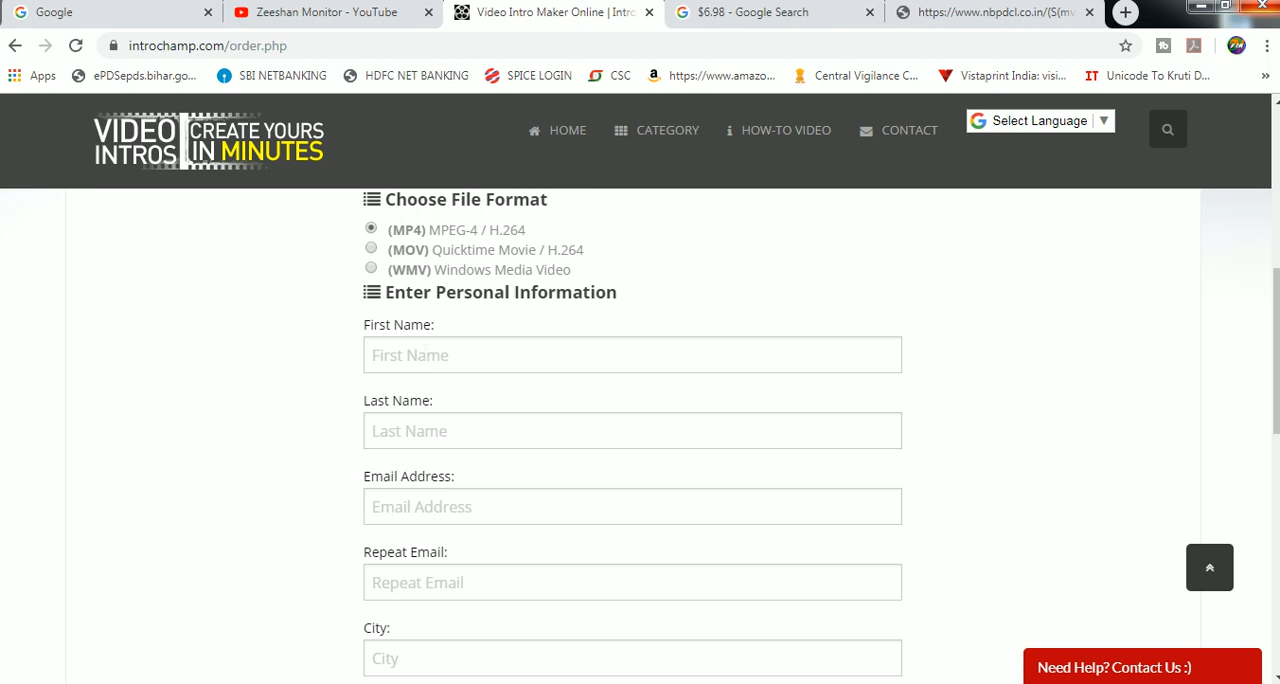 Google
Zeeshan Monitor - YouTube
Video Intro Maker Online | Intro
$6.98 - Google Search
https://www.nbpdcl.co.in/(S(mv
introchamp.com/order.php
Apps
ePDSepds.bihar.go...
SBI NETBANKING
HDFC NET BANKING
SPICE LOGIN
CSC
https://www.amazo...
Central Vigilance C...
Vistaprint India: visi...
IT Unicode To Kruti D...
VIDEO INTROS
CREATE YOURS IN MINUTES
HOME
CATEGORY
HOW-TO VIDEO
CONTACT
Select Language
Choose File Format
(MP4) MPEG-4 / H.264
(MOV) Quicktime Movie / H.264
(WMV) Windows Media Video
Enter Personal Information
First Name:
First Name
Last Name:
Last Name
Email Address:
Email Address
Repeat Email:
Repeat Email
City:
City
Need Help? Contact Us :)